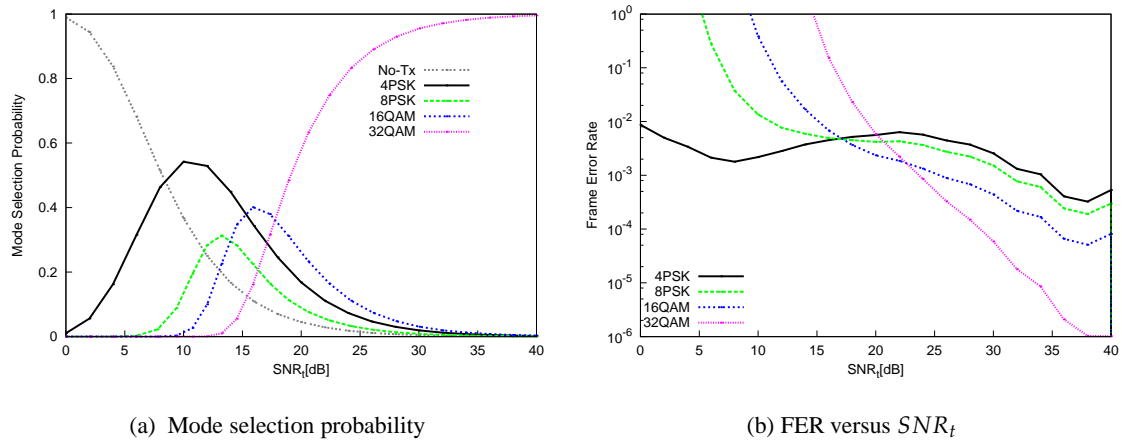 Mode Selection Probability
1
0.8
0.6
0.4
0.2
0
No-Tx
4PSK
8PSK
16QAM
32QAM
0 5 10 15 20 25 30 35 40
SNR_t[dB]
(a) Mode selection probability
Frame Error Rate
10^0
10^-1
10^-2
10^-3
10^-4
10^-5
10^-6
4PSK
8PSK
16QAM
32QAM
0 5 10 15 20 25 30 35 40
SNR_t[dB]
(b) FER versus SNR_t